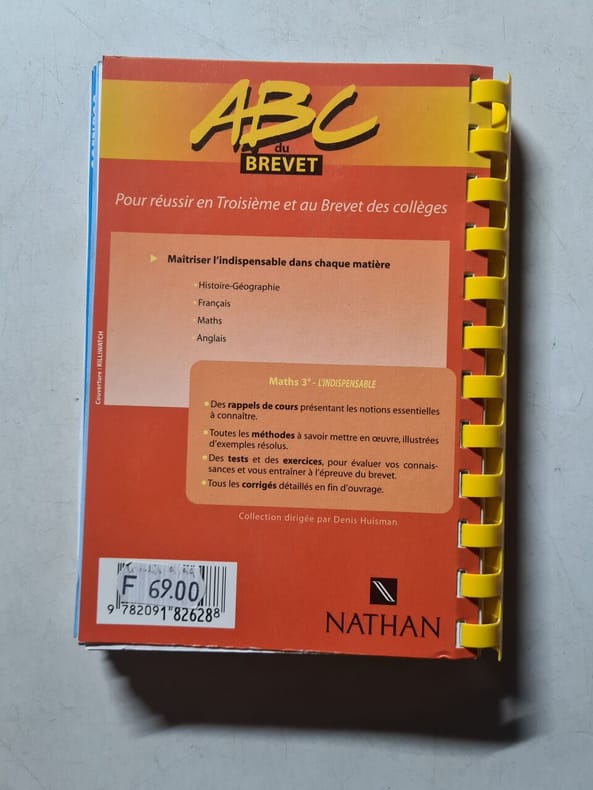 ABC
du
BREVET
Pour réussir en Troisième et au Brevet des collèges
Maîtriser l'indispensable dans chaque matière
· Histoire-Géographie
· Français
· Maths
· Anglais
Maths 3e - L'INDISPENSABLE
• Des rappels de cours présentant les notions essentielles
à connaître.
• Toutes les méthodes à savoir mettre en œuvre, illustrées
d'exemples résolus.
• Des tests et des exercices, pour évaluer vos connais-
sances et vous entraîner à l'épreuve du brevet.
• Tous les corrigés détaillés en fin d'ouvrage.
Collection dirigée par Denis Huisman
Couverture : KILLIWATCH
F 69.00
9 782091 826288
NATHAN